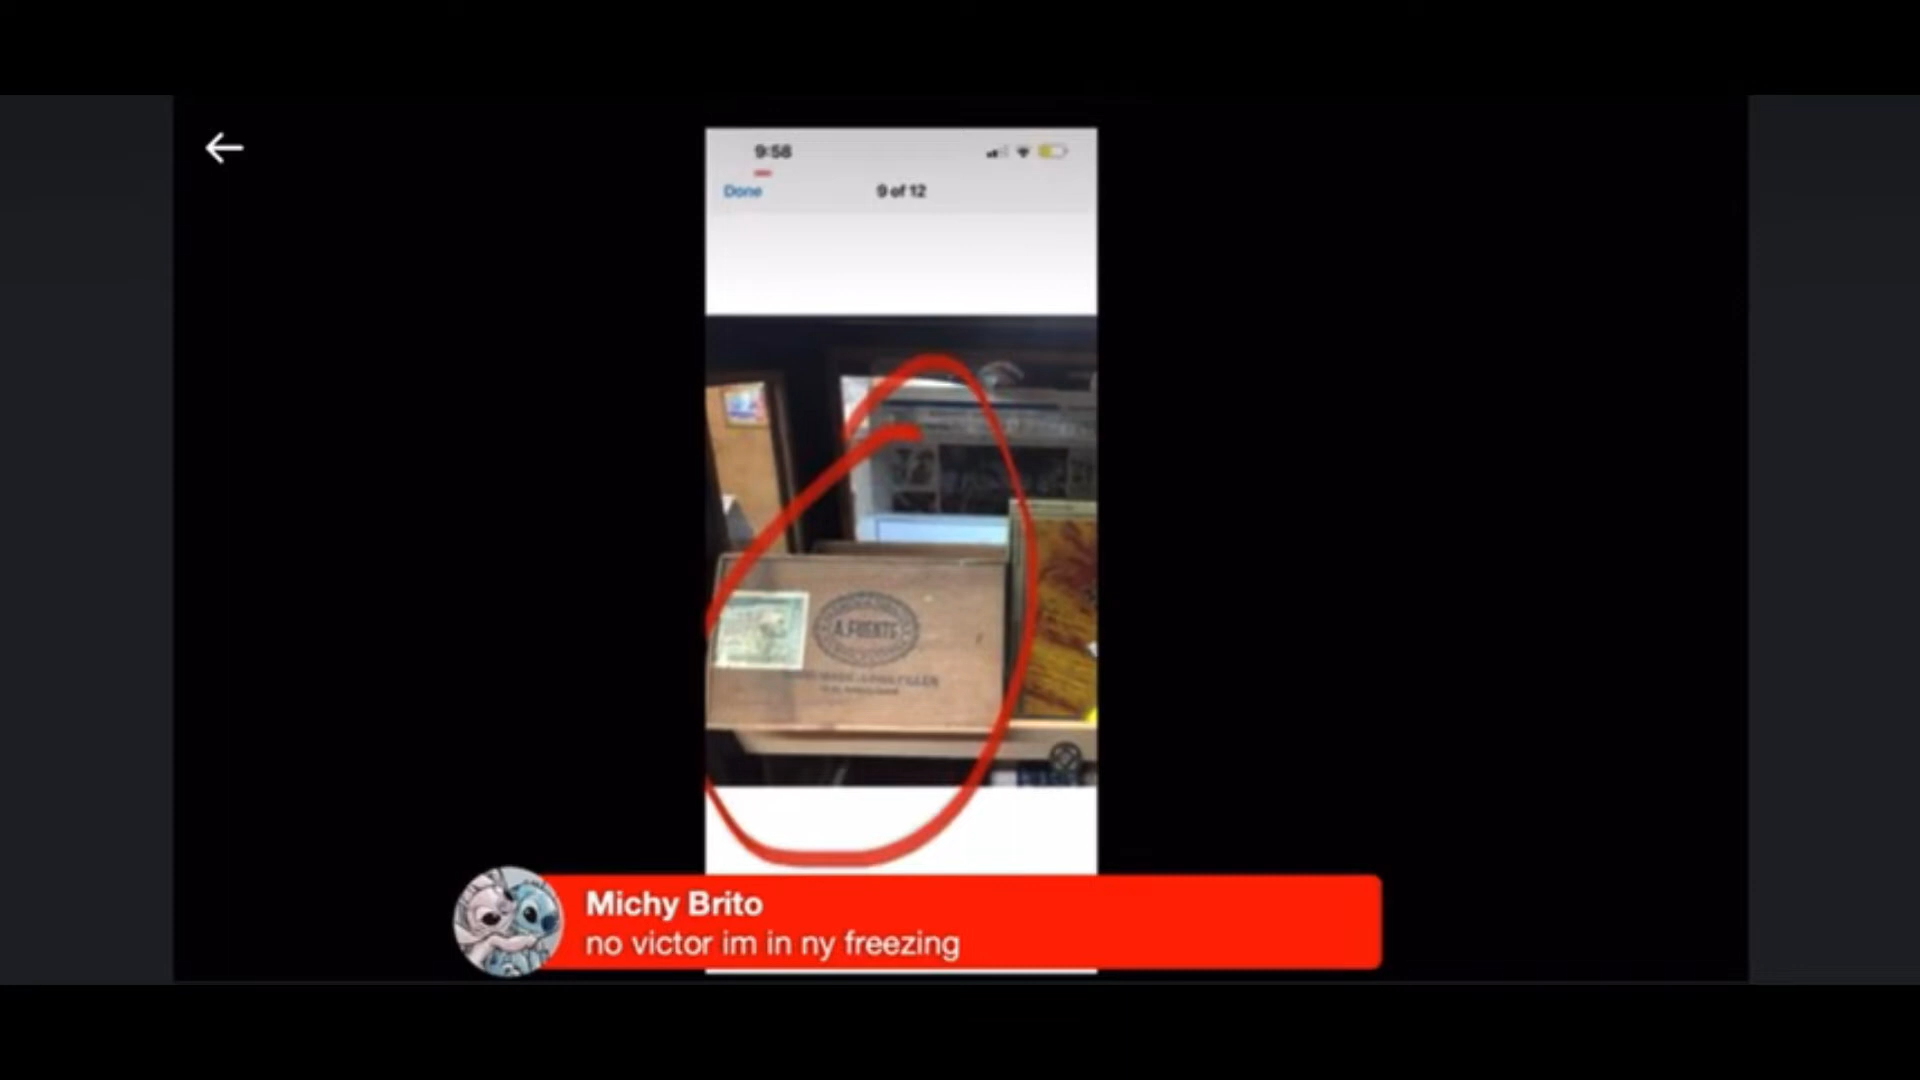 9:58
Done
9 of 12
A. FUENTE
Michy Brito
no victor im in ny freezing